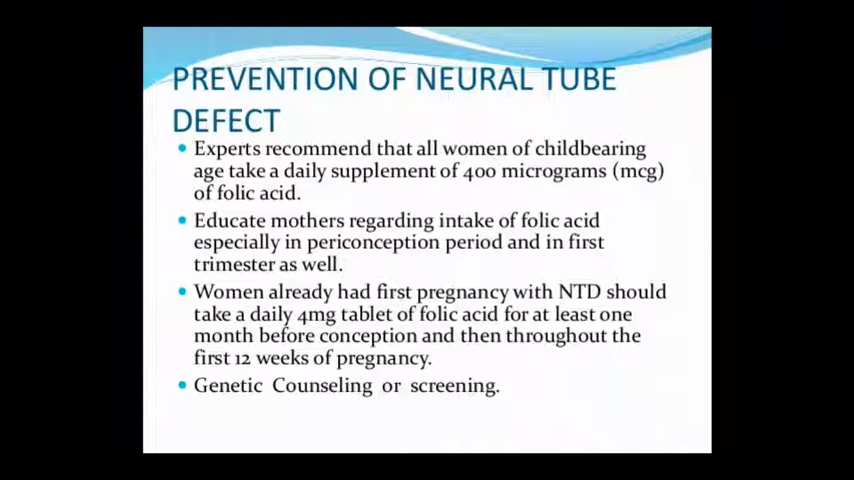 PREVENTION OF NEURAL TUBE
DEFECT
• Experts recommend that all women of childbearing
age take a daily supplement of 400 micrograms (mcg)
of folic acid.
• Educate mothers regarding intake of folic acid
especially in periconception period and in first
trimester as well.
• Women already had first pregnancy with NTD should
take a daily 4mg tablet of folic acid for at least one
month before conception and then throughout the
first 12 weeks of pregnancy.
• Genetic Counseling or screening.